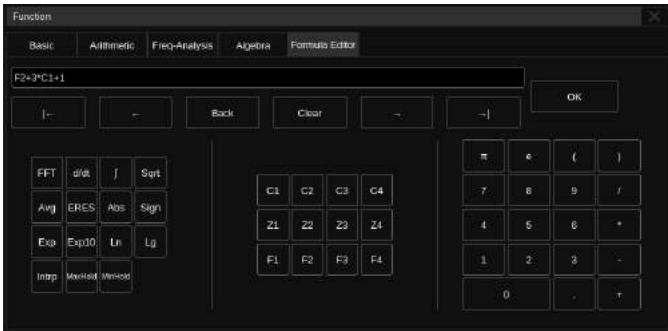 Function
Basic Arithmetic Freq-Analysis Algebra Formula Editor
F2+3*C1+1
OK
|← ← Back Clear → →|
π e ( )
FFT d/dt ∫ Sqrt
C1 C2 C3 C4
7 8 9 /
Avg ERES Abs Sign
Z1 Z2 Z3 Z4
4 5 6 *
Exp Exp10 Ln Lg
F1 F2 F3 F4
1 2 3 -
Intrp MaxHold MinHold
0 . +